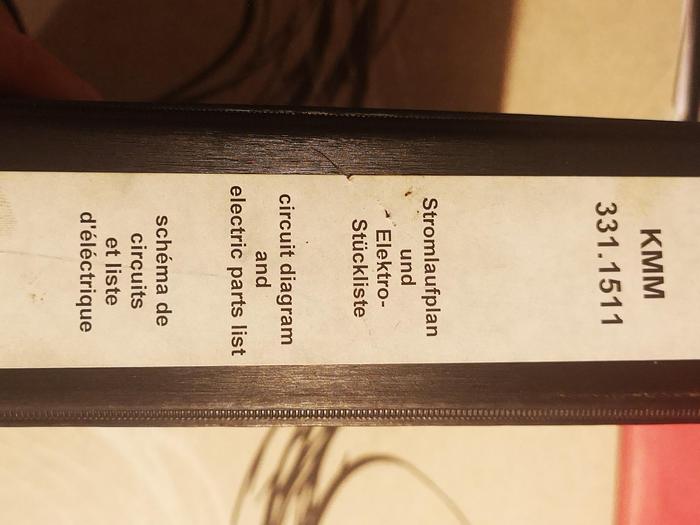 KMM
331.1511
Stromlaufplan
und
Elektro-
Stückliste
circuit diagram
and
electric parts list
schéma de
circuits
et liste
d'éléctrique